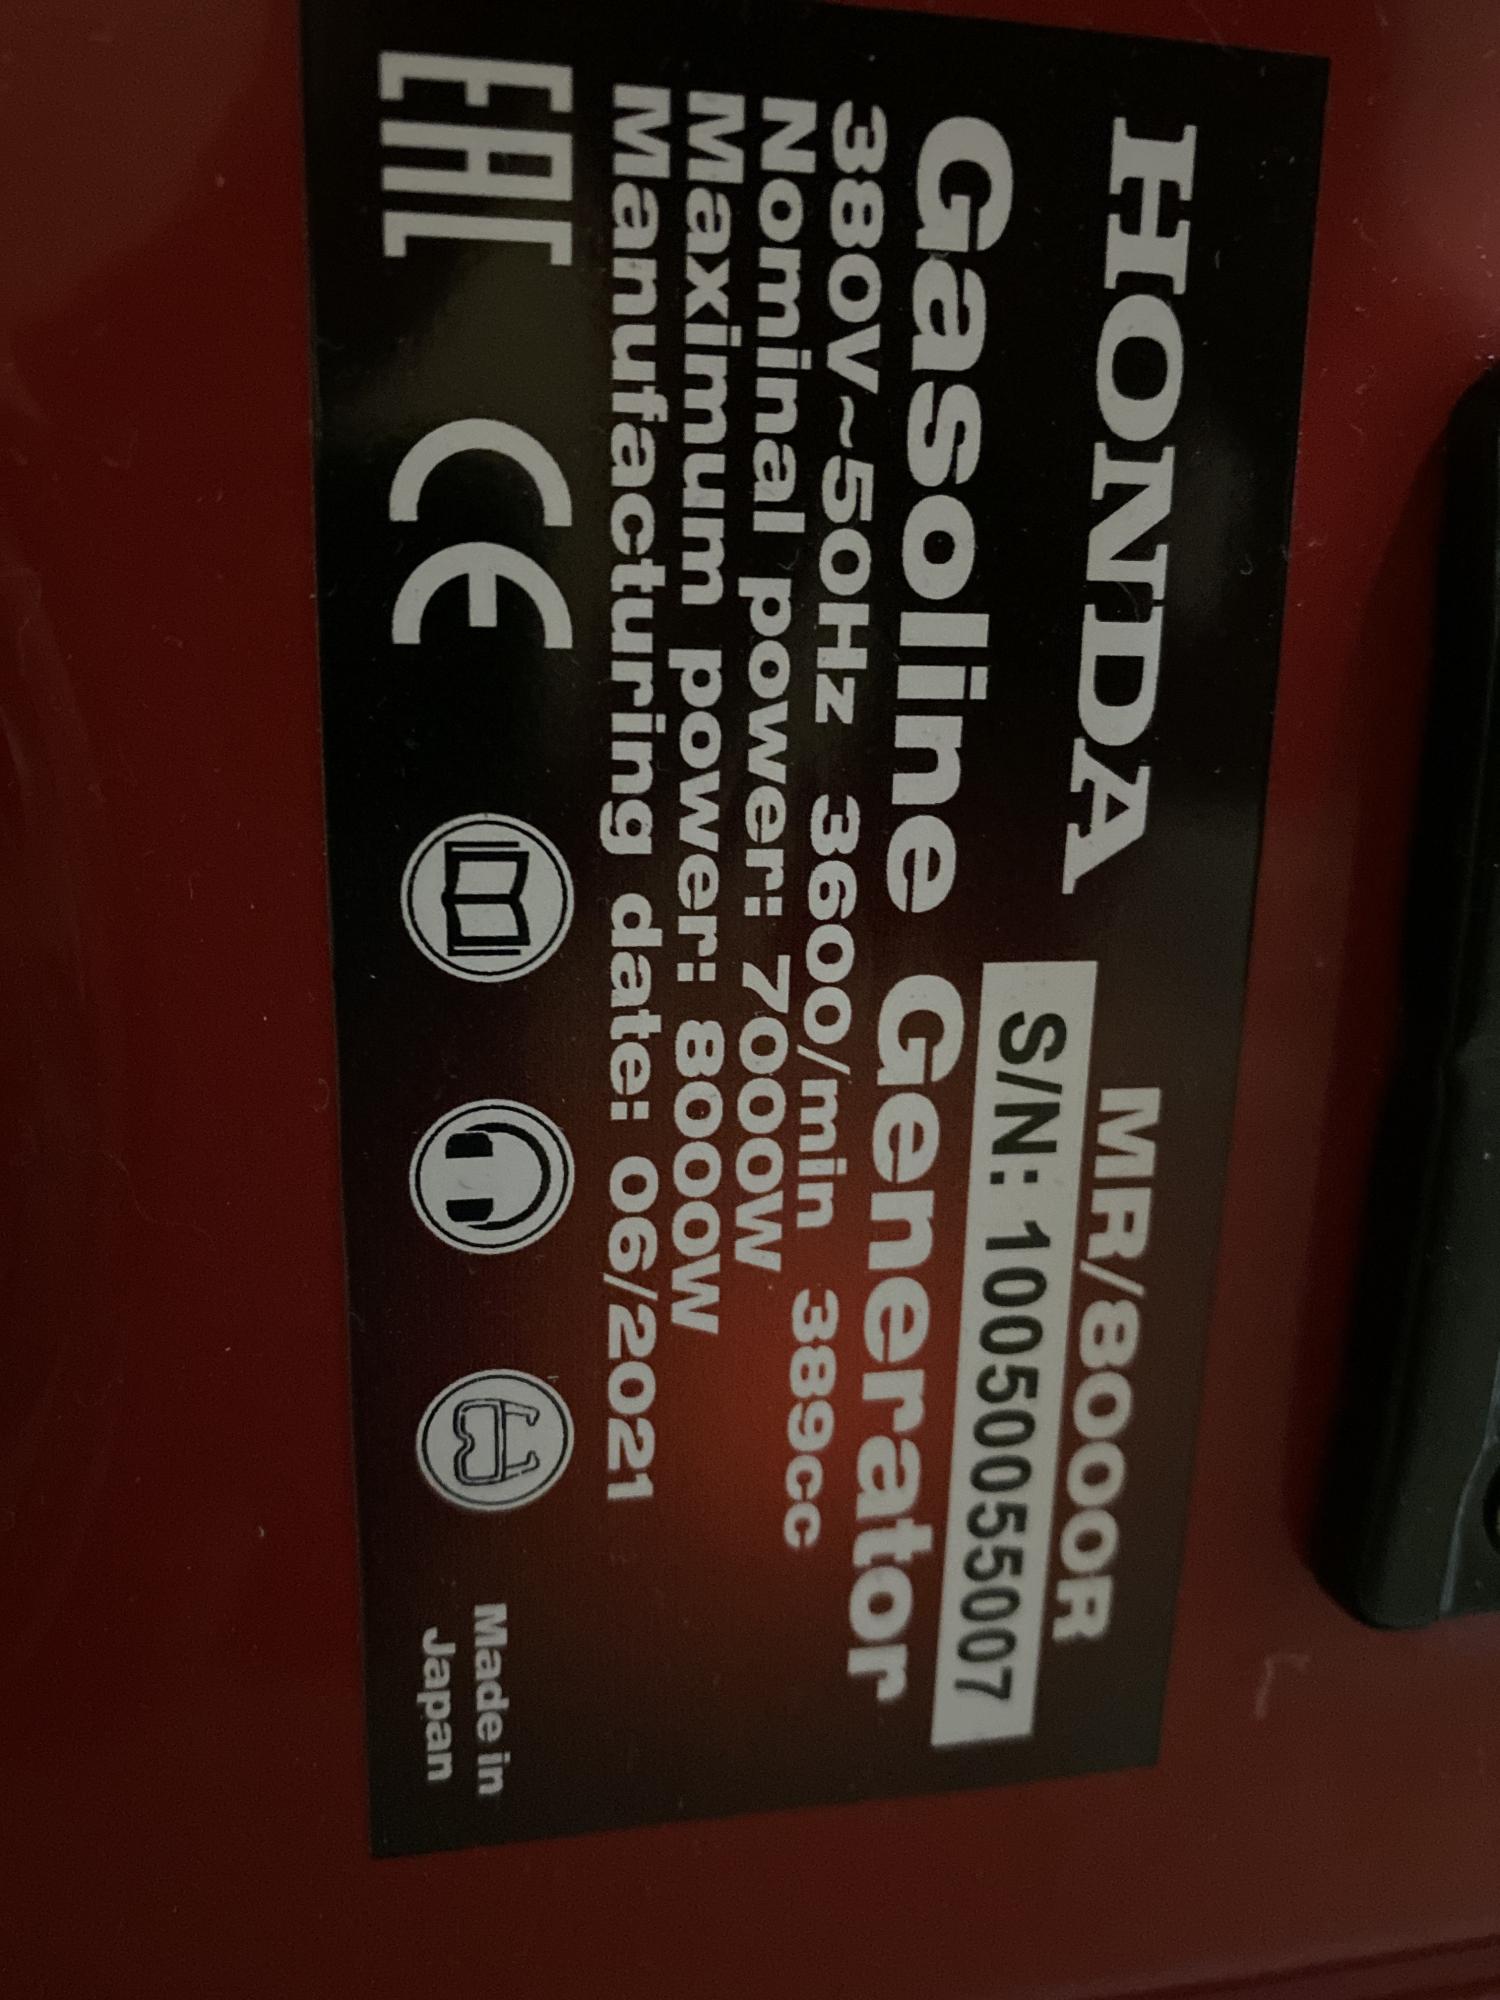 HONDA MR/8000R
S/N: 100500555007
Gasoline Generator
380V~50Hz 3600/min 389cc
Nominal power: 7000W
Maximum power: 8000W
Manufacturing date: 06/2021
EAC CE
Made in
Japan